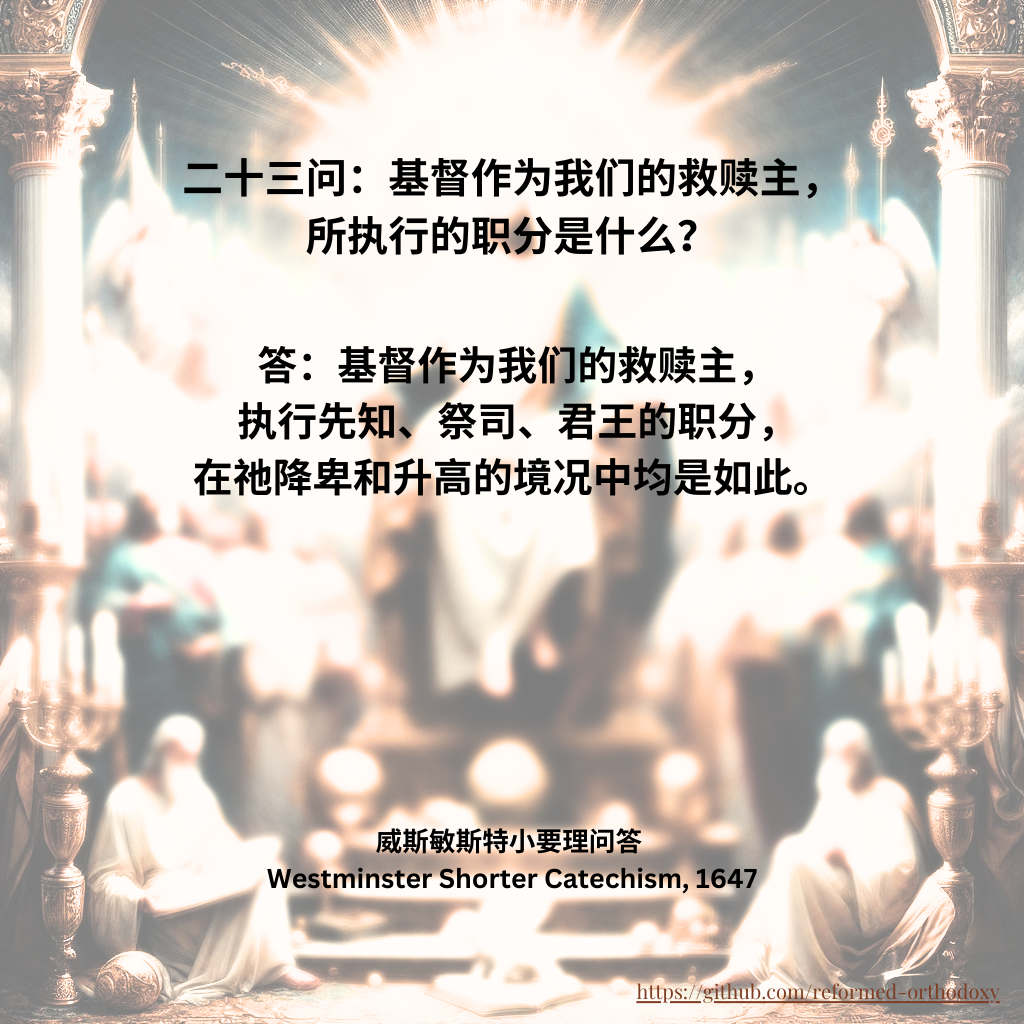 二十三问：基督作为我们的救赎主，
所执行的职分是什么？
答：基督作为我们的救赎主，
执行先知、祭司、君王的职分，
在祂降卑和升高的境况中均是如此。
威斯敏斯特小要理问答
Westminster Shorter Catechism, 1647
https://github.com/reformed-orthodoxy